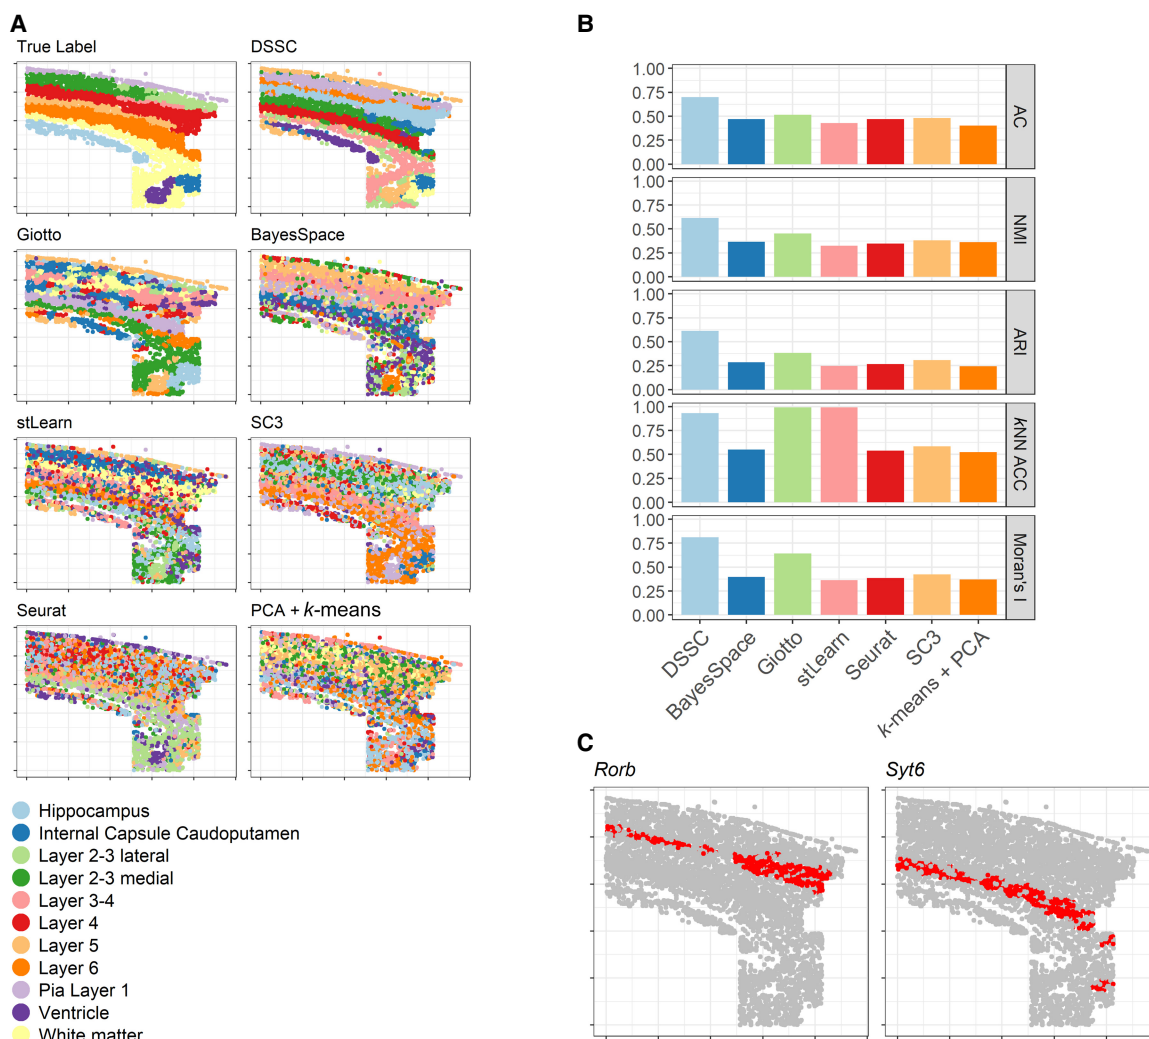 A
True Label
DSSC
Giotto
BayesSpace
stLearn
SC3
Seurat
PCA + k-means
Hippocampus
Internal Capsule Caudoputamen
Layer 2-3 lateral
Layer 2-3 medial
Layer 3-4
Layer 4
Layer 5
Layer 6
Pia Layer 1
Ventricle
White matter
B
1.00
0.75
0.50
0.25
0.00
AC
1.00
0.75
0.50
0.25
0.00
NMI
1.00
0.75
0.50
0.25
0.00
ARI
1.00
0.75
0.50
0.25
0.00
kNN ACC
1.00
0.75
0.50
0.25
0.00
Moran's I
DSSC
BayesSpace
Giotto
stLearn
Seurat
SC3
k-means + PCA
C
Rorb
Syt6